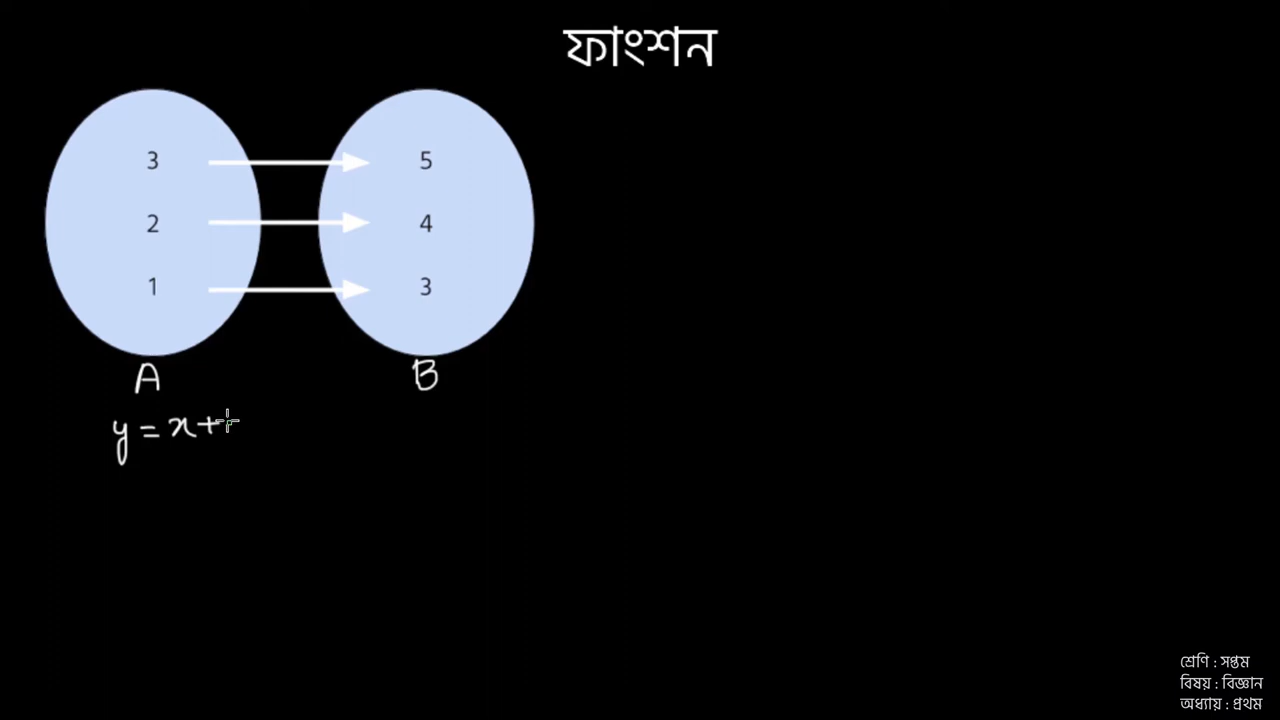 ফাংশন
3 5
2 4
1 3
A B
y = x +
শ্রেণি : সপ্তম
বিষয় : বিজ্ঞান
অধ্যায় : প্রথম